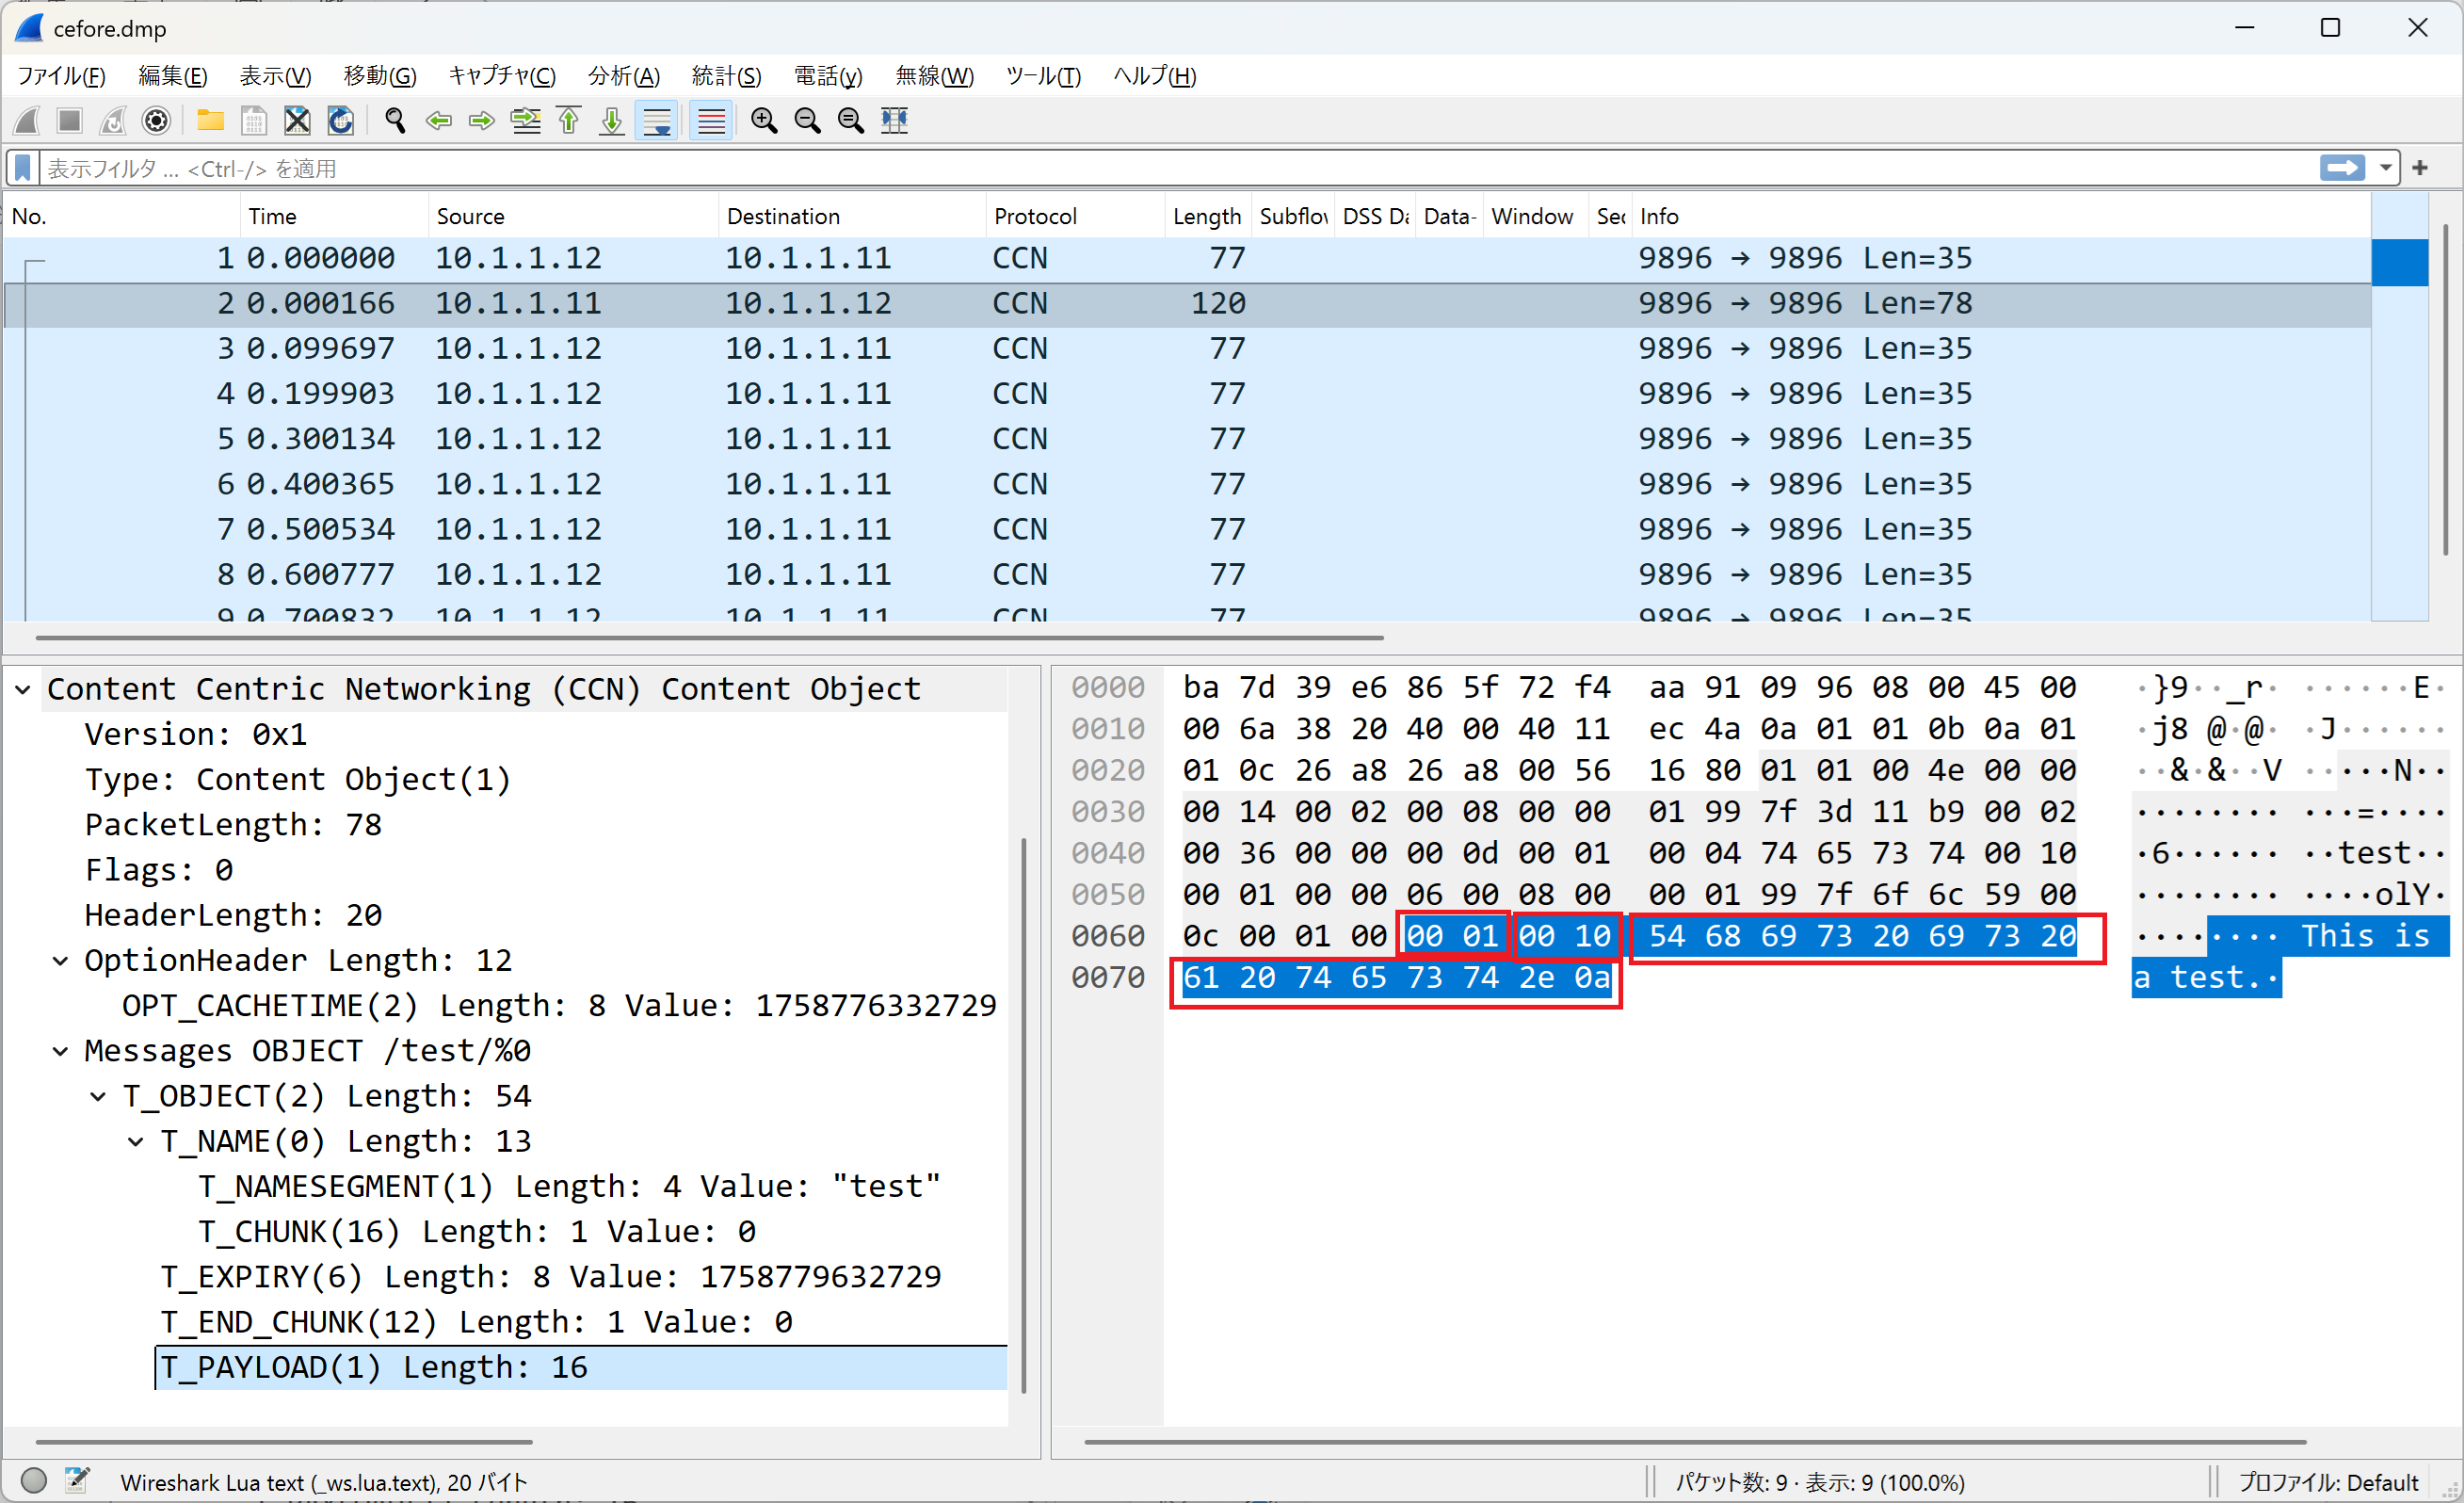 cefore.dmp
ファイル(F) 編集(E) 表示(V) 移動(G) キャプチャ(C) 分析(A) 統計(S) 電話(y) 無線(W) ツール(T) ヘルプ(H)
表示フィルタ ... <Ctrl-/> を適用
No. Time Source Destination Protocol Length Subflov DSS Da Data- Window Sec Info
1 0.000000 10.1.1.12 10.1.1.11 CCN 77 9896 → 9896 Len=35
2 0.000166 10.1.1.11 10.1.1.12 CCN 120 9896 → 9896 Len=78
3 0.099697 10.1.1.12 10.1.1.11 CCN 77 9896 → 9896 Len=35
4 0.199903 10.1.1.12 10.1.1.11 CCN 77 9896 → 9896 Len=35
5 0.300134 10.1.1.12 10.1.1.11 CCN 77 9896 → 9896 Len=35
6 0.400365 10.1.1.12 10.1.1.11 CCN 77 9896 → 9896 Len=35
7 0.500534 10.1.1.12 10.1.1.11 CCN 77 9896 → 9896 Len=35
8 0.600777 10.1.1.12 10.1.1.11 CCN 77 9896 → 9896 Len=35
9 0.700832 10.1.1.12 10.1.1.11 CCN 77 9896 → 9896 Len=35
Content Centric Networking (CCN) Content Object
Version: 0x1
Type: Content Object(1)
PacketLength: 78
Flags: 0
HeaderLength: 20
OptionHeader Length: 12
OPT_CACHETIME(2) Length: 8 Value: 1758776332729
Messages OBJECT /test/%0
T_OBJECT(2) Length: 54
T_NAME(0) Length: 13
T_NAMESEGMENT(1) Length: 4 Value: "test"
T_CHUNK(16) Length: 1 Value: 0
T_EXPIRY(6) Length: 8 Value: 1758779632729
T_END_CHUNK(12) Length: 1 Value: 0
T_PAYLOAD(1) Length: 16
0000 ba 7d 39 e6 86 5f 72 f4 aa 91 09 96 08 00 45 00 ·}9··_r· ······E·
0010 00 6a 38 20 40 00 40 11 ec 4a 0a 01 01 0b 0a 01 ·j8 @·@· ·J······
0020 01 0c 26 a8 26 a8 00 56 16 80 01 01 00 4e 00 00 ··&·&··V ·····N··
0030 00 14 00 02 00 08 00 00 01 99 7f 3d 11 b9 00 02 ········ ···=····
0040 00 36 00 00 00 0d 00 01 00 04 74 65 73 74 00 10 ·6······ ··test··
0050 00 01 00 00 06 00 08 00 00 01 99 7f 6f 6c 59 00 ········ ····olY·
0060 0c 00 01 00 00 01 00 10 54 68 69 73 20 69 73 20 ········ This is
0070 61 20 74 65 73 74 2e 0a a test.·
Wireshark Lua text (_ws.lua.text), 20 バイト パケット数: 9 · 表示: 9 (100.0%) プロファイル: Default